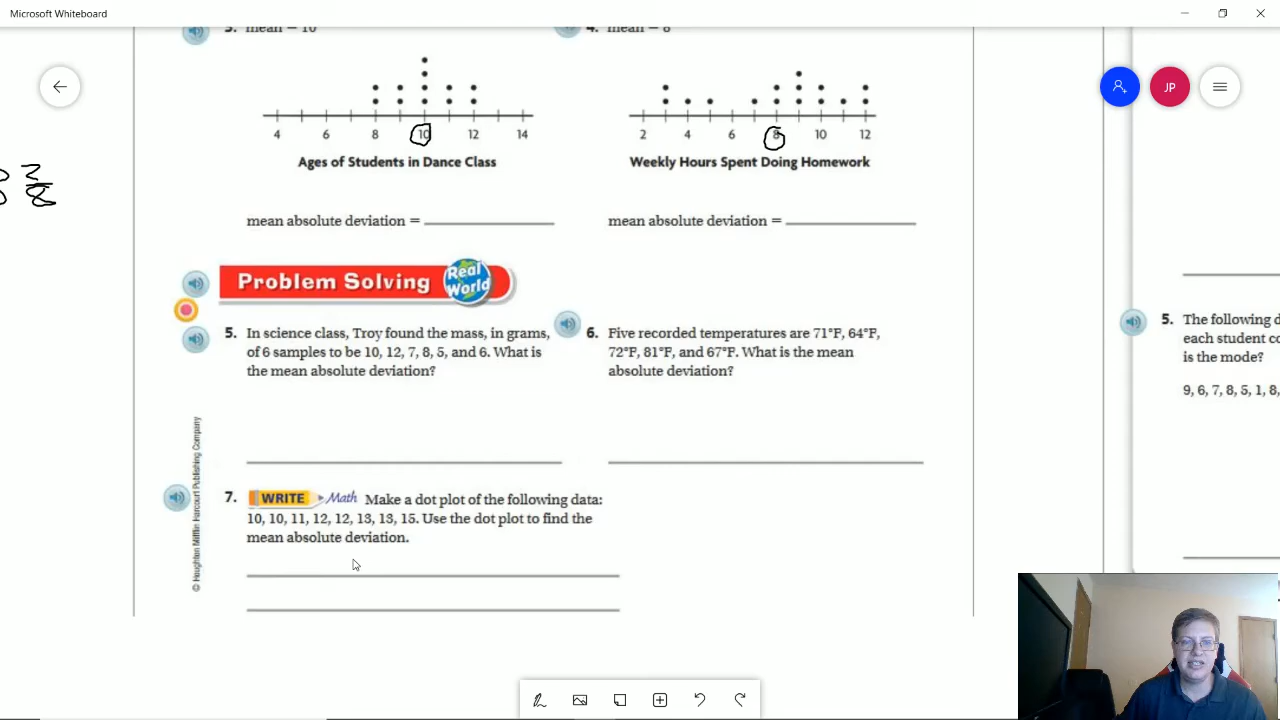 Microsoft Whiteboard
JP
3. mean = 10
4. mean = 8
4 6 8 10 12 14
2 4 6 8 10 12
Ages of Students in Dance Class
Weekly Hours Spent Doing Homework
mean absolute deviation =
mean absolute deviation =
Problem Solving Real World
5. In science class, Troy found the mass, in grams,
of 6 samples to be 10, 12, 7, 8, 5, and 6. What is
the mean absolute deviation?
6. Five recorded temperatures are 71°F, 64°F,
72°F, 81°F, and 67°F. What is the mean
absolute deviation?
7. WRITE Math Make a dot plot of the following data:
10, 10, 11, 12, 12, 13, 13, 15. Use the dot plot to find the
mean absolute deviation.
© Houghton Mifflin Harcourt Publishing Company
5. The following d
each student co
is the mode?
9, 6, 7, 8, 5, 1, 8,